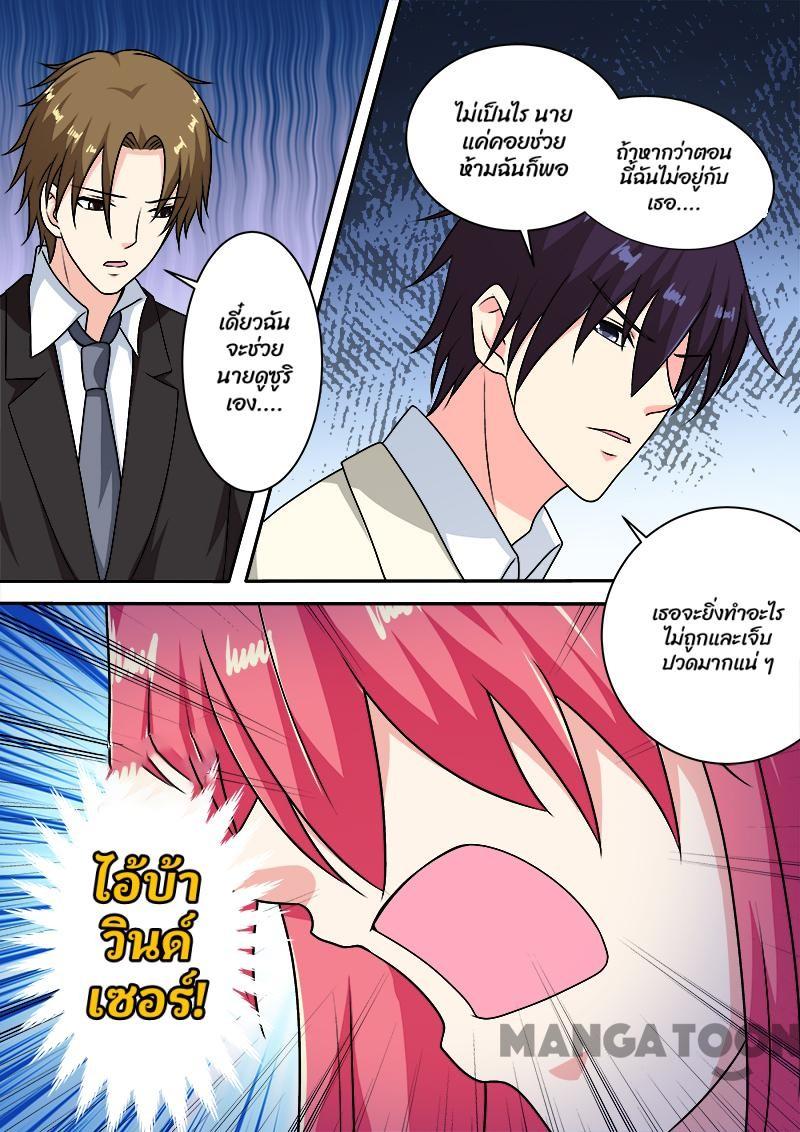 เดี๋ยวฉัน
จะช่วย
นายดูซูริ
เอง....
ไม่เป็นไร นาย
แค่คอยช่วย
ห้ามฉันก็พอ
ถ้าหากว่าตอน
นี้ฉันไม่อยู่กับ
เธอ....
เธอจะยิ่งทำอะไร
ไม่ถูกและเจ็บ
ปวดมากแน่ ๆ
ไอ้บ้า
วินด์
เซอร์!
MANGATOON